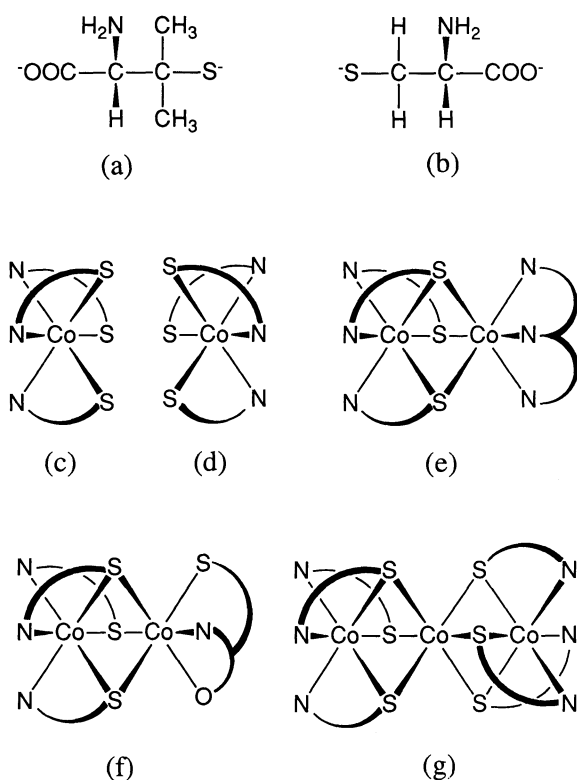 H₂N CH₃
⁻OOC C C S⁻
H CH₃
(a)
H NH₂
⁻S C C COO⁻
H H
(b)
N S
N Co S
N S
(c)
S N
S Co N
S N
(d)
N S N
N Co S Co N
N S N
(e)
N S S
N Co S Co N
N S O
(f)
N S S N
N Co S Co S Co N
N S S N
(g)